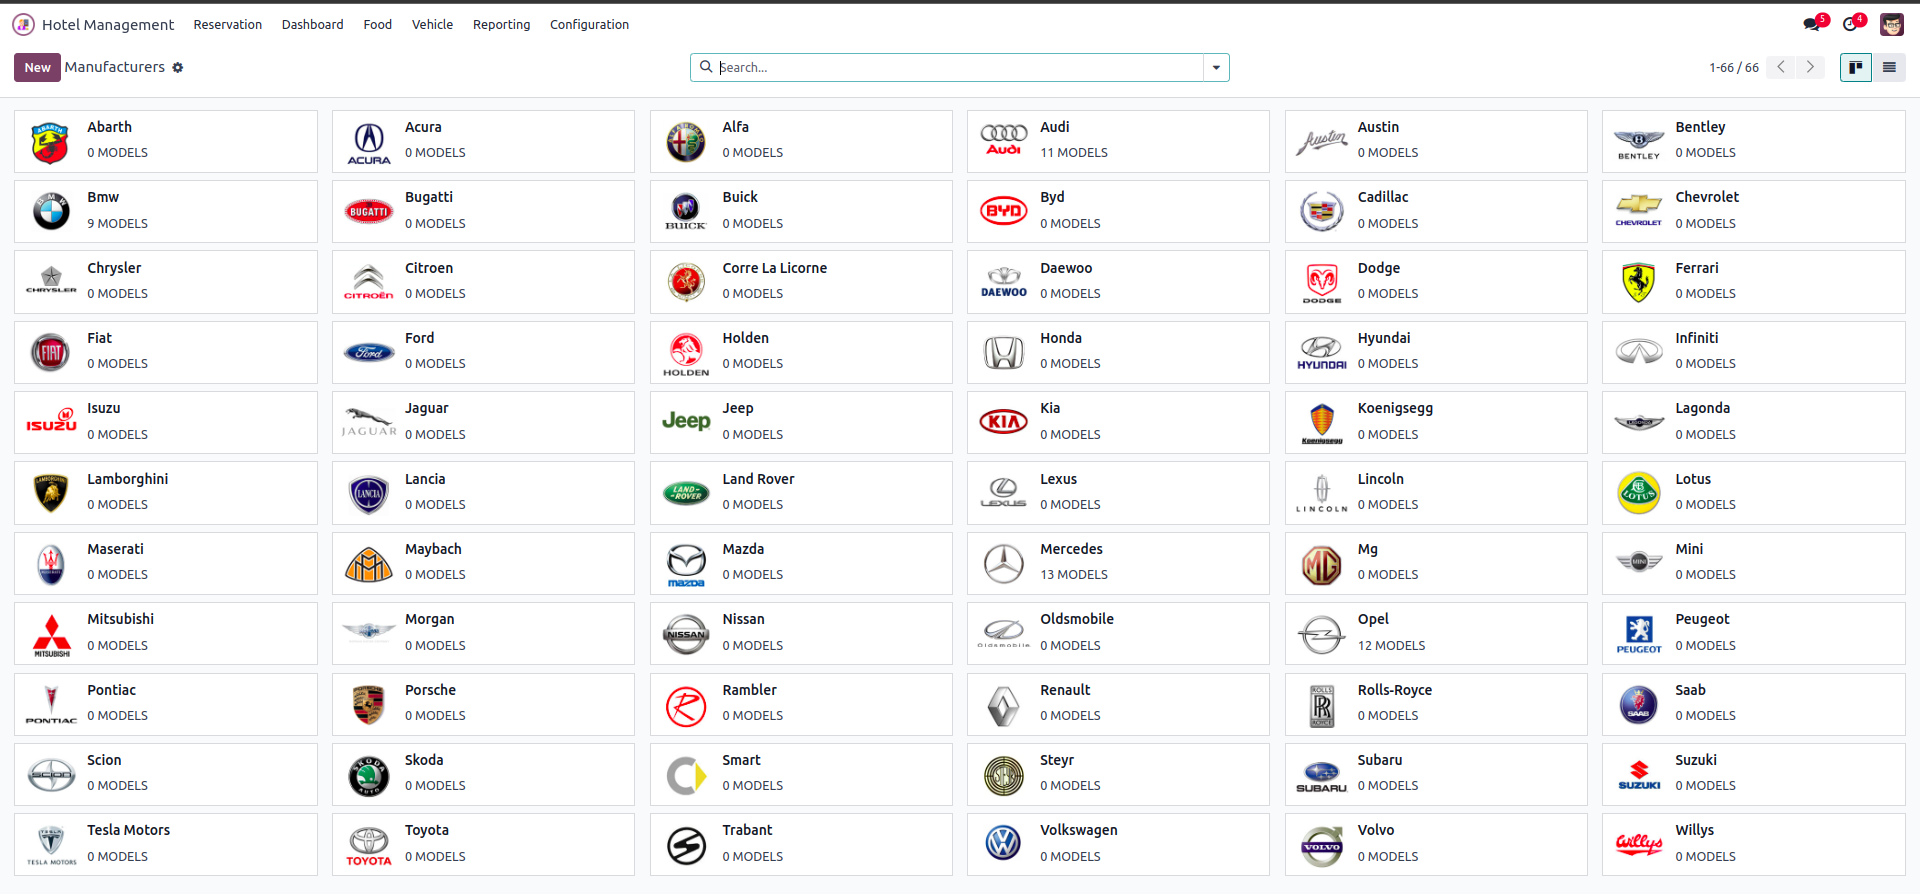 Hotel Management Reservation Dashboard Food Vehicle Reporting Configuration 5 4
New Manufacturers Search... 1-66 / 66
Abarth Acura Alfa Audi Austin Bentley
0 MODELS 0 MODELS 0 MODELS 11 MODELS 0 MODELS 0 MODELS
Bmw Bugatti Buick Byd Cadillac Chevrolet
9 MODELS 0 MODELS 0 MODELS 0 MODELS 0 MODELS 0 MODELS
Chrysler Citroen Corre La Licorne Daewoo Dodge Ferrari
0 MODELS 0 MODELS 0 MODELS 0 MODELS 0 MODELS 0 MODELS
Fiat Ford Holden Honda Hyundai Infiniti
0 MODELS 0 MODELS 0 MODELS 0 MODELS 0 MODELS 0 MODELS
Isuzu Jaguar Jeep Kia Koenigsegg Lagonda
0 MODELS 0 MODELS 0 MODELS 0 MODELS 0 MODELS 0 MODELS
Lamborghini Lancia Land Rover Lexus Lincoln Lotus
0 MODELS 0 MODELS 0 MODELS 0 MODELS 0 MODELS 0 MODELS
Maserati Maybach Mazda Mercedes Mg Mini
0 MODELS 0 MODELS 0 MODELS 13 MODELS 0 MODELS 0 MODELS
Mitsubishi Morgan Nissan Oldsmobile Opel Peugeot
0 MODELS 0 MODELS 0 MODELS 0 MODELS 12 MODELS 0 MODELS
Pontiac Porsche Rambler Renault Rolls-Royce Saab
0 MODELS 0 MODELS 0 MODELS 0 MODELS 0 MODELS 0 MODELS
Scion Skoda Smart Steyr Subaru Suzuki
0 MODELS 0 MODELS 0 MODELS 0 MODELS 0 MODELS 0 MODELS
Tesla Motors Toyota Trabant Volkswagen Volvo Willys
0 MODELS 0 MODELS 0 MODELS 0 MODELS 0 MODELS 0 MODELS